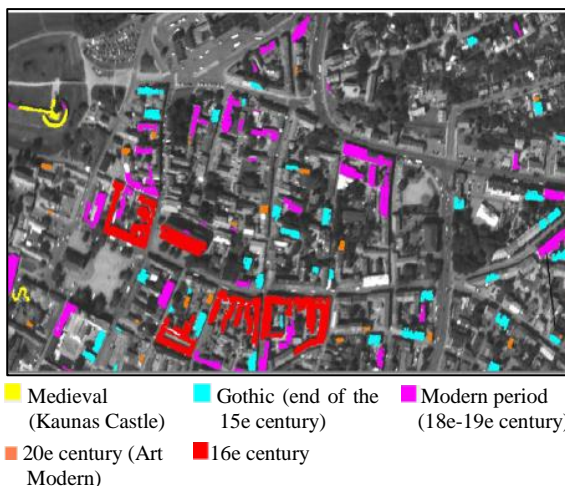 Medieval
(Kaunas Castle)
Gothic (end of the
15e century)
Modern period
(18e-19e century)
20e century (Art
Modern)
16e century